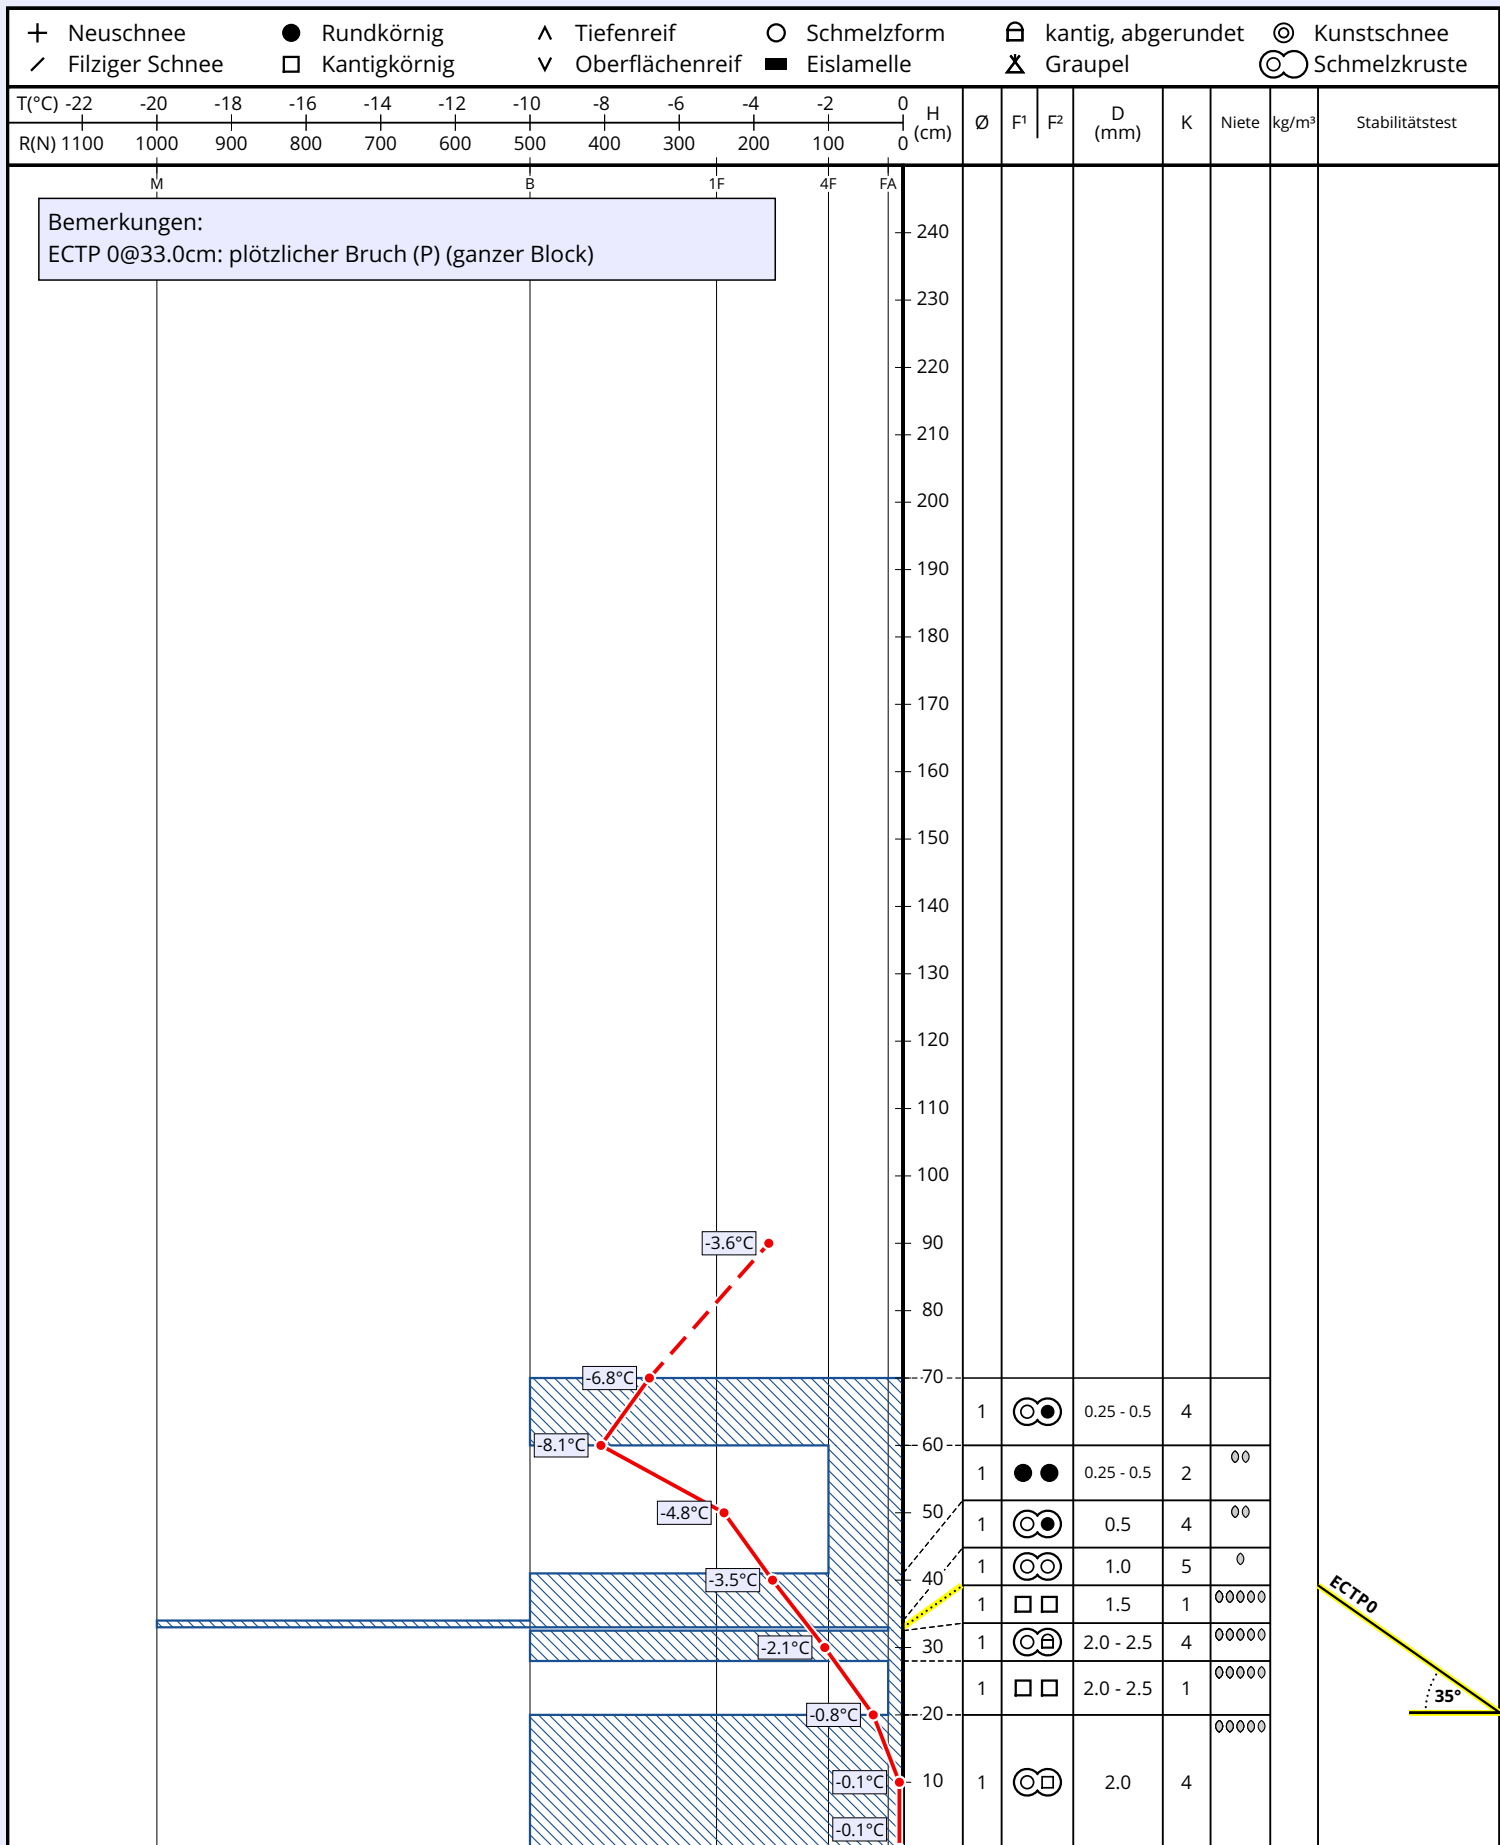 Neuschnee Rundkörnig Tiefenreif Schmelzform kantig, abgerundet Kunstschnee
Filziger Schnee Kantigkörnig Oberflächenreif Eislamelle Graupel Schmelzkruste
T(°C) -22 -20 -18 -16 -14 -12 -10 -8 -6 -4 -2 0
H (cm) Ø F¹ F² D (mm) K Niete kg/m³ Stabilitätstest
R(N) 1100 1000 900 800 700 600 500 400 300 200 100 0
M B 1F 4F FA
Bemerkungen:
ECTP 0@33.0cm: plötzlicher Bruch (P) (ganzer Block)
240
230
220
210
200
190
180
170
160
150
140
130
120
110
100
-3.6°C 90
80
-6.8°C 70
1 0.25 - 0.5 4
-8.1°C 60
1 0.25 - 0.5 2
-4.8°C 50
1 0.5 4
1 1.0 5
-3.5°C 40
ECTP0
1 1.5 1
-2.1°C 30
1 2.0 - 2.5 4
1 2.0 - 2.5 1
35°
-0.8°C 20
-0.1°C 10
1 2.0 4
-0.1°C